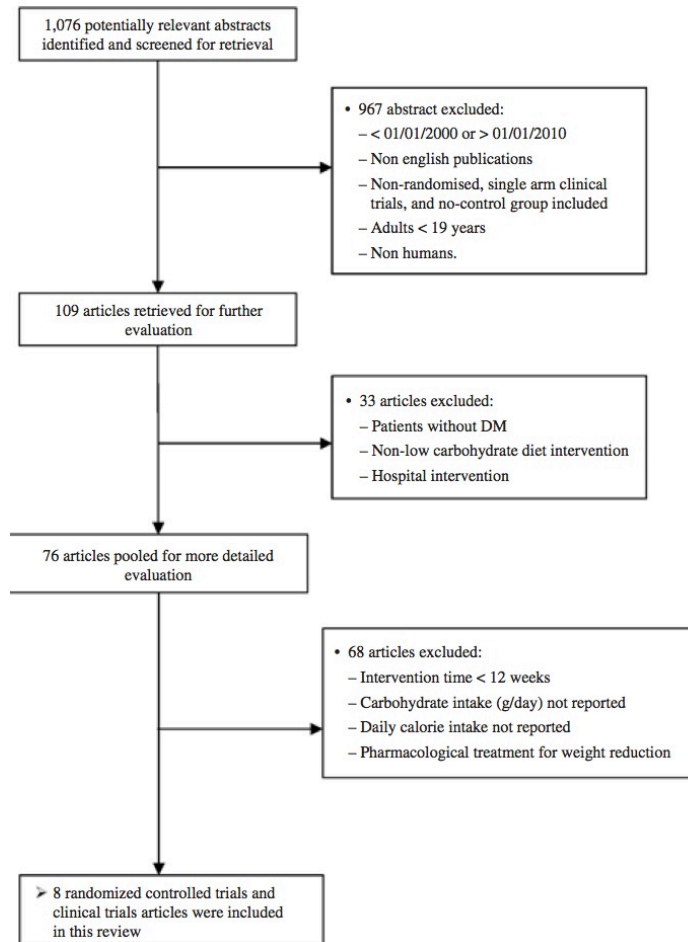 1,076 potentially relevant abstracts
identified and screened for retrieval
• 967 abstract excluded:
– < 01/01/2000 or > 01/01/2010
– Non english publications
– Non-randomised, single arm clinical
trials, and no-control group included
– Adults < 19 years
– Non humans.
109 articles retrieved for further
evaluation
• 33 articles excluded:
– Patients without DM
– Non-low carbohydrate diet intervention
– Hospital intervention
76 articles pooled for more detailed
evaluation
• 68 articles excluded:
– Intervention time < 12 weeks
– Carbohydrate intake (g/day) not reported
– Daily calorie intake not reported
– Pharmacological treatment for weight reduction
➢ 8 randomized controlled trials and
clinical trials articles were included
in this review